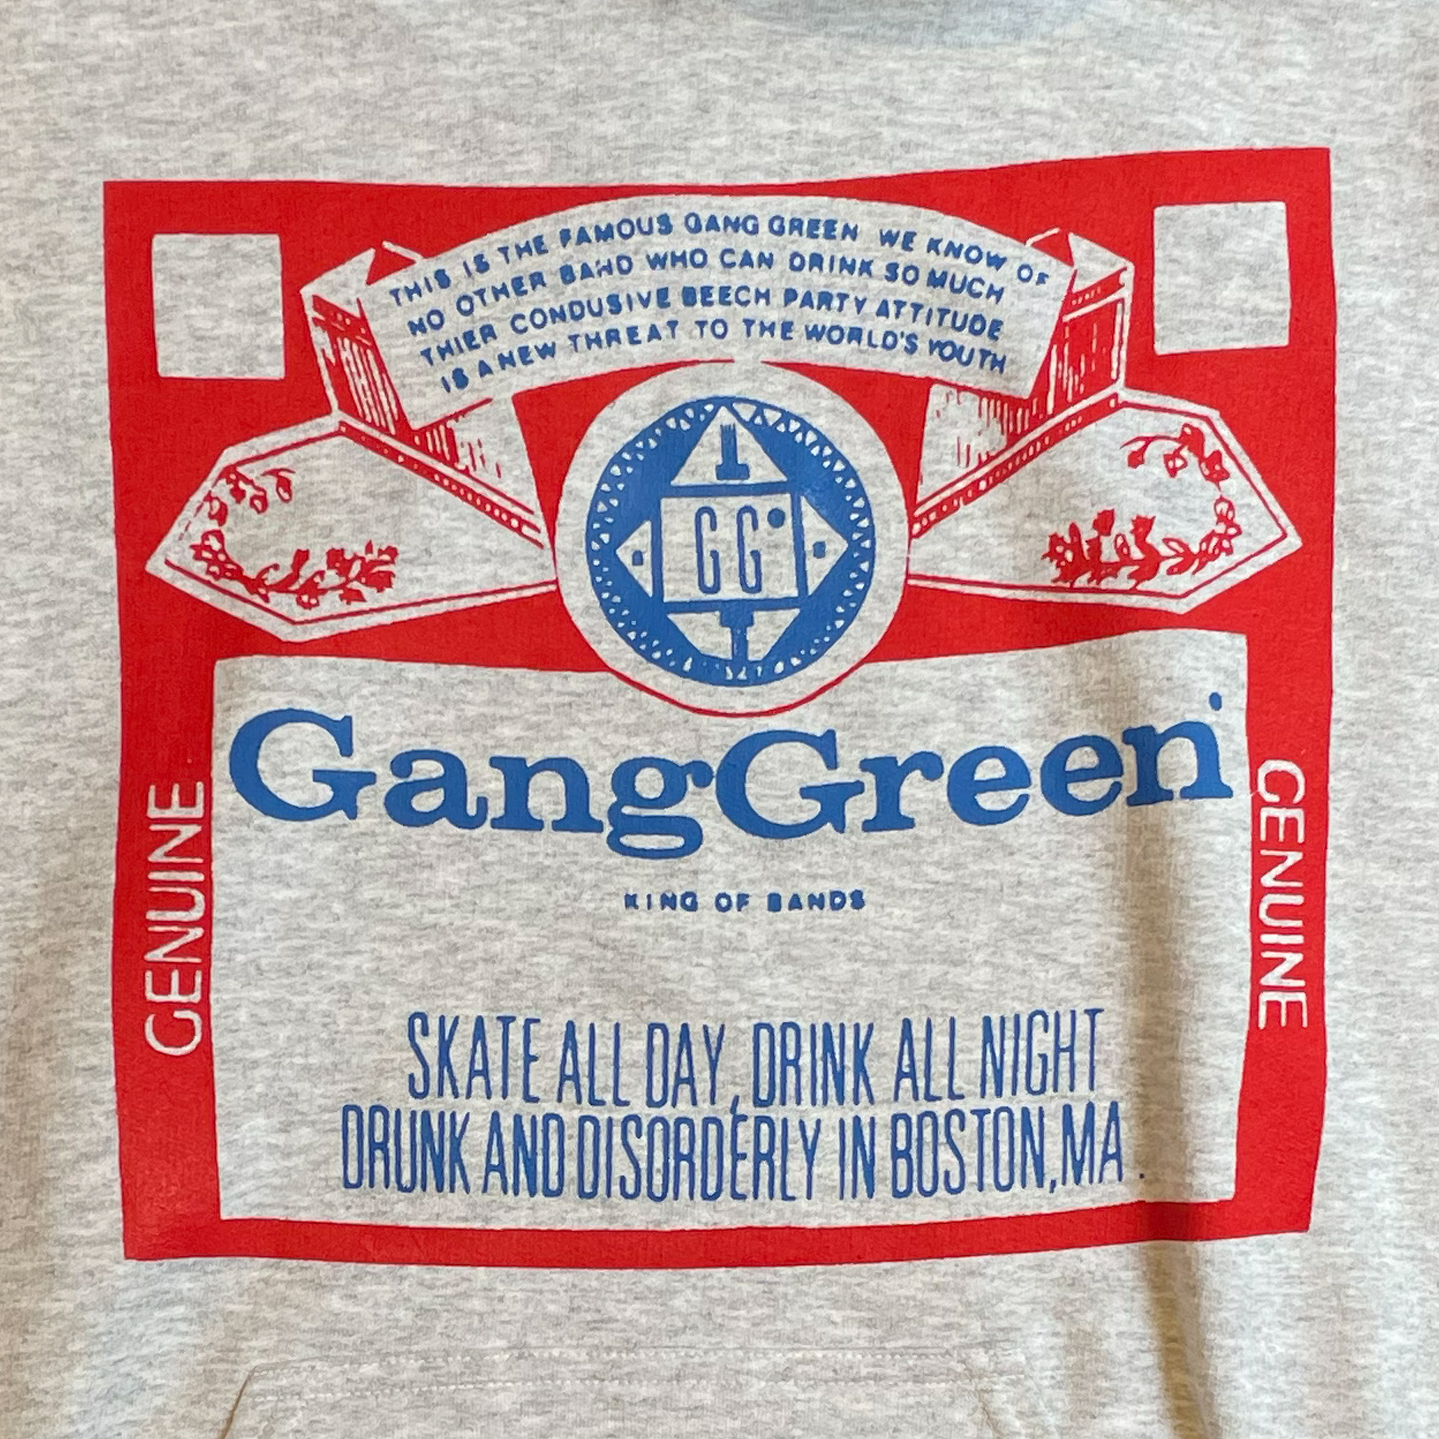 THIS IS THE FAMOUS GANG GREEN WE KNOW OF
NO OTHER BAND WHO CAN DRINK SO MUCH
THIER CONDUSIVE BEECH PARTY ATTITUDE
IS A NEW THREAT TO THE WORLD'S YOUTH
GG
GangGreen
KING OF BANDS
GENUINE
GENUINE
SKATE ALL DAY, DRINK ALL NIGHT
DRUNK AND DISORDERLY IN BOSTON, MA.